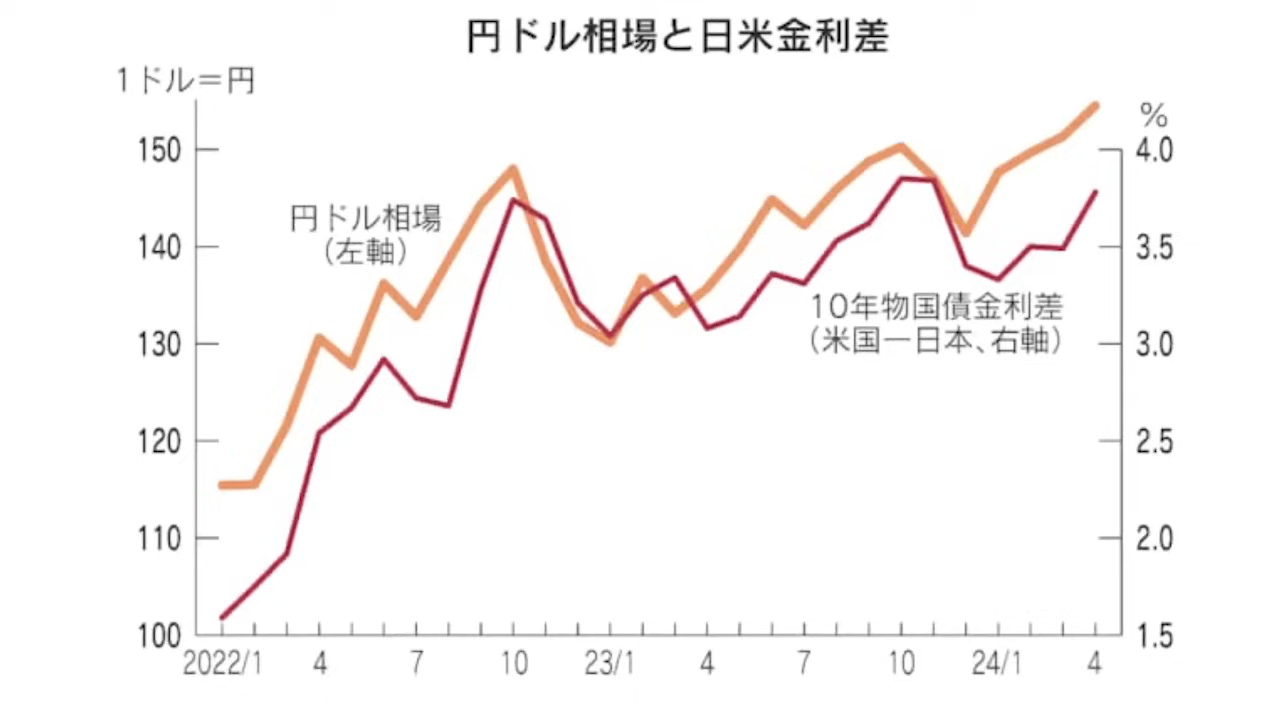 円ドル相場と日米金利差
1ドル＝円
%
150
140
130
120
110
100
4.0
3.5
3.0
2.5
2.0
1.5
円ドル相場
（左軸）
10年物国債金利差
（米国－日本、右軸）
2022/1 4 7 10 23/1 4 7 10 24/1 4